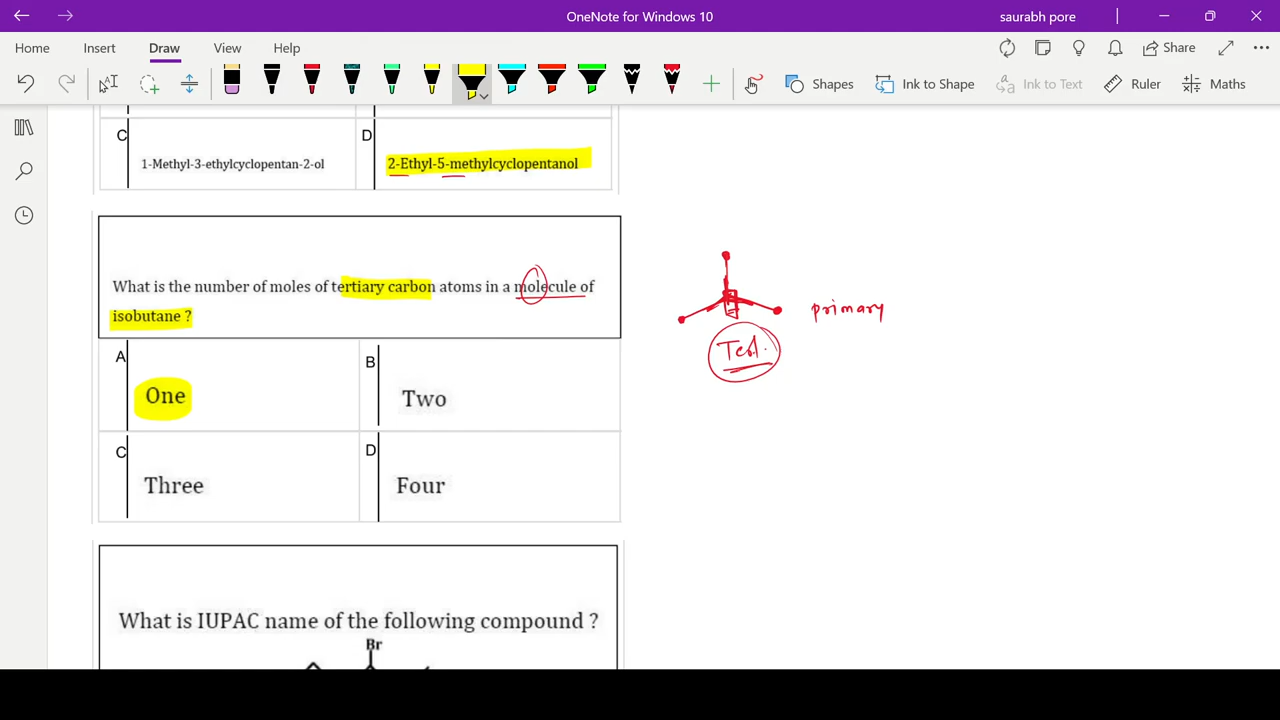 OneNote for Windows 10
saurabh pore
Home
Insert
Draw
View
Help
Share
Shapes
Ink to Shape
Ink to Text
Ruler
Maths
C
1-Methyl-3-ethylcyclopentan-2-ol
D
2-Ethyl-5-methylcyclopentanol
What is the number of moles of tertiary carbon atoms in a molecule of
isobutane ?
primary
A
One
B
Two
C
Three
D
Four
What is IUPAC name of the following compound ?
Br